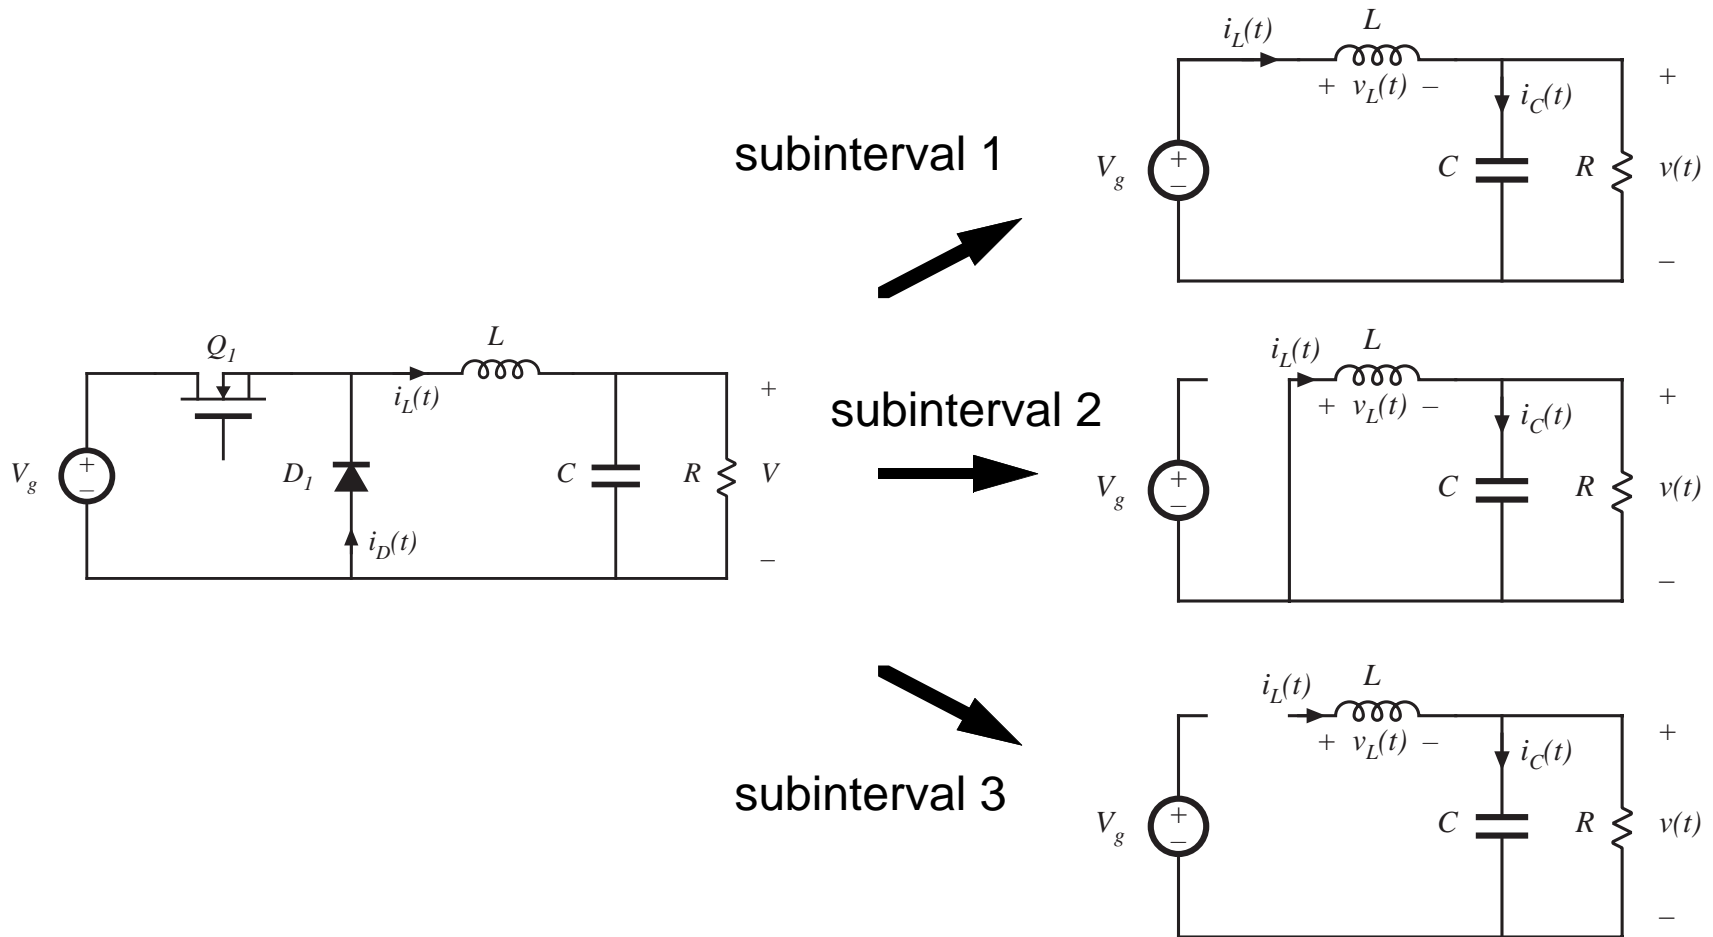 Q_1
L
i_L(t)
+
V_g
+
–
D_1
C
R
V
i_D(t)
–
subinterval 1
i_L(t)
L
+
+ v_L(t) –
i_C(t)
V_g
+
–
C
R
v(t)
–
subinterval 2
i_L(t)
L
+
+ v_L(t) –
i_C(t)
V_g
+
–
C
R
v(t)
–
subinterval 3
i_L(t)
L
+
+ v_L(t) –
i_C(t)
V_g
+
–
C
R
v(t)
–